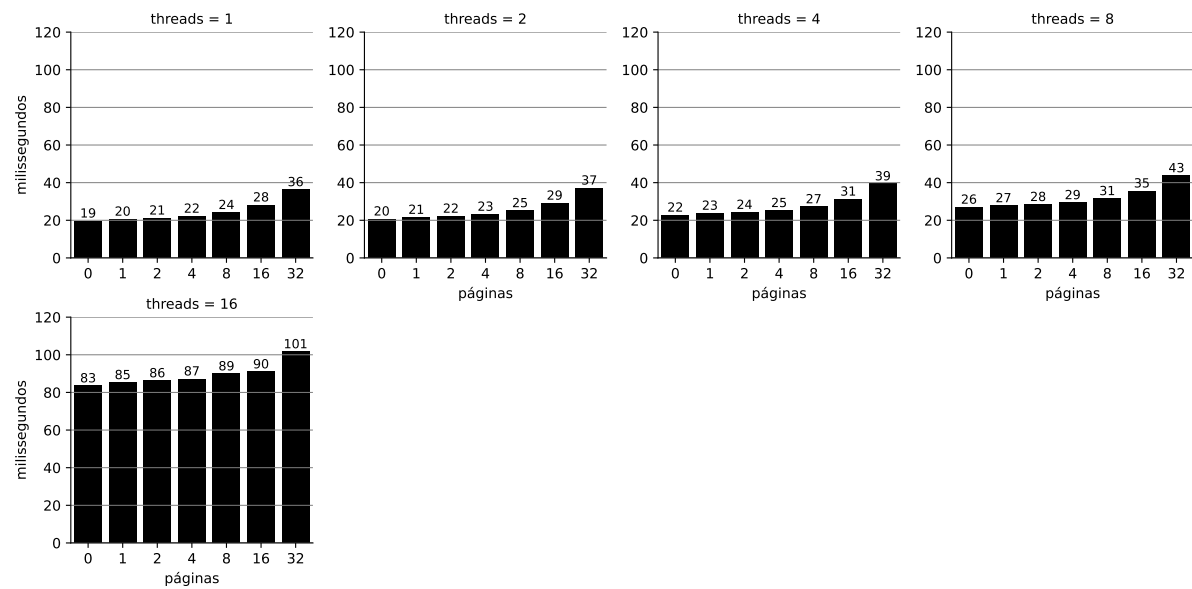 threads = 1
120
100
80
60
40
20
0
milissegundos
19 20 21 22 24 28 36
0 1 2 4 8 16 32
threads = 2
120
100
80
60
40
20
0
20 21 22 23 25 29 37
0 1 2 4 8 16 32
páginas
threads = 4
120
100
80
60
40
20
0
22 23 24 25 27 31 39
0 1 2 4 8 16 32
páginas
threads = 8
120
100
80
60
40
20
0
26 27 28 29 31 35 43
0 1 2 4 8 16 32
páginas
threads = 16
120
100
80
60
40
20
0
milissegundos
83 85 86 87 89 90 101
0 1 2 4 8 16 32
páginas